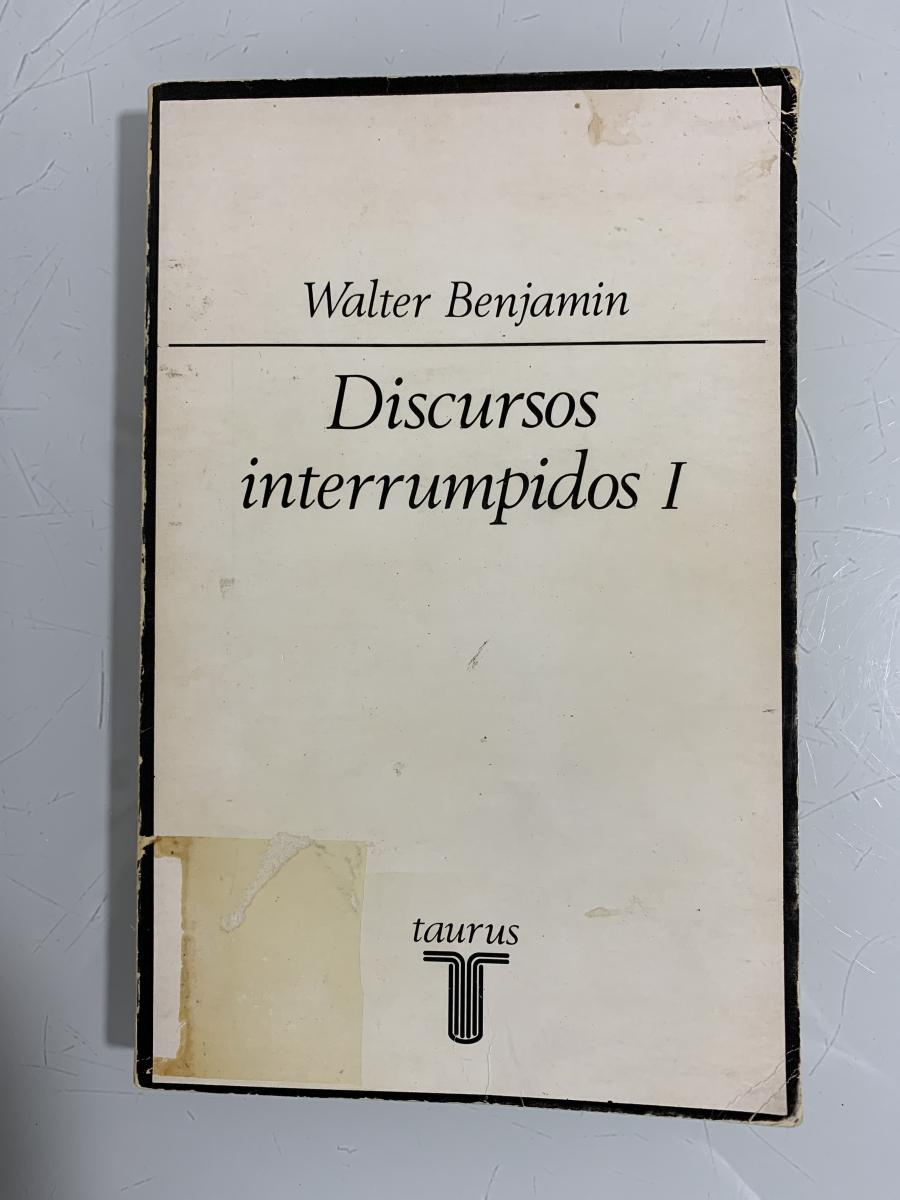 Walter Benjamin
Discursos
interrumpidos I
taurus